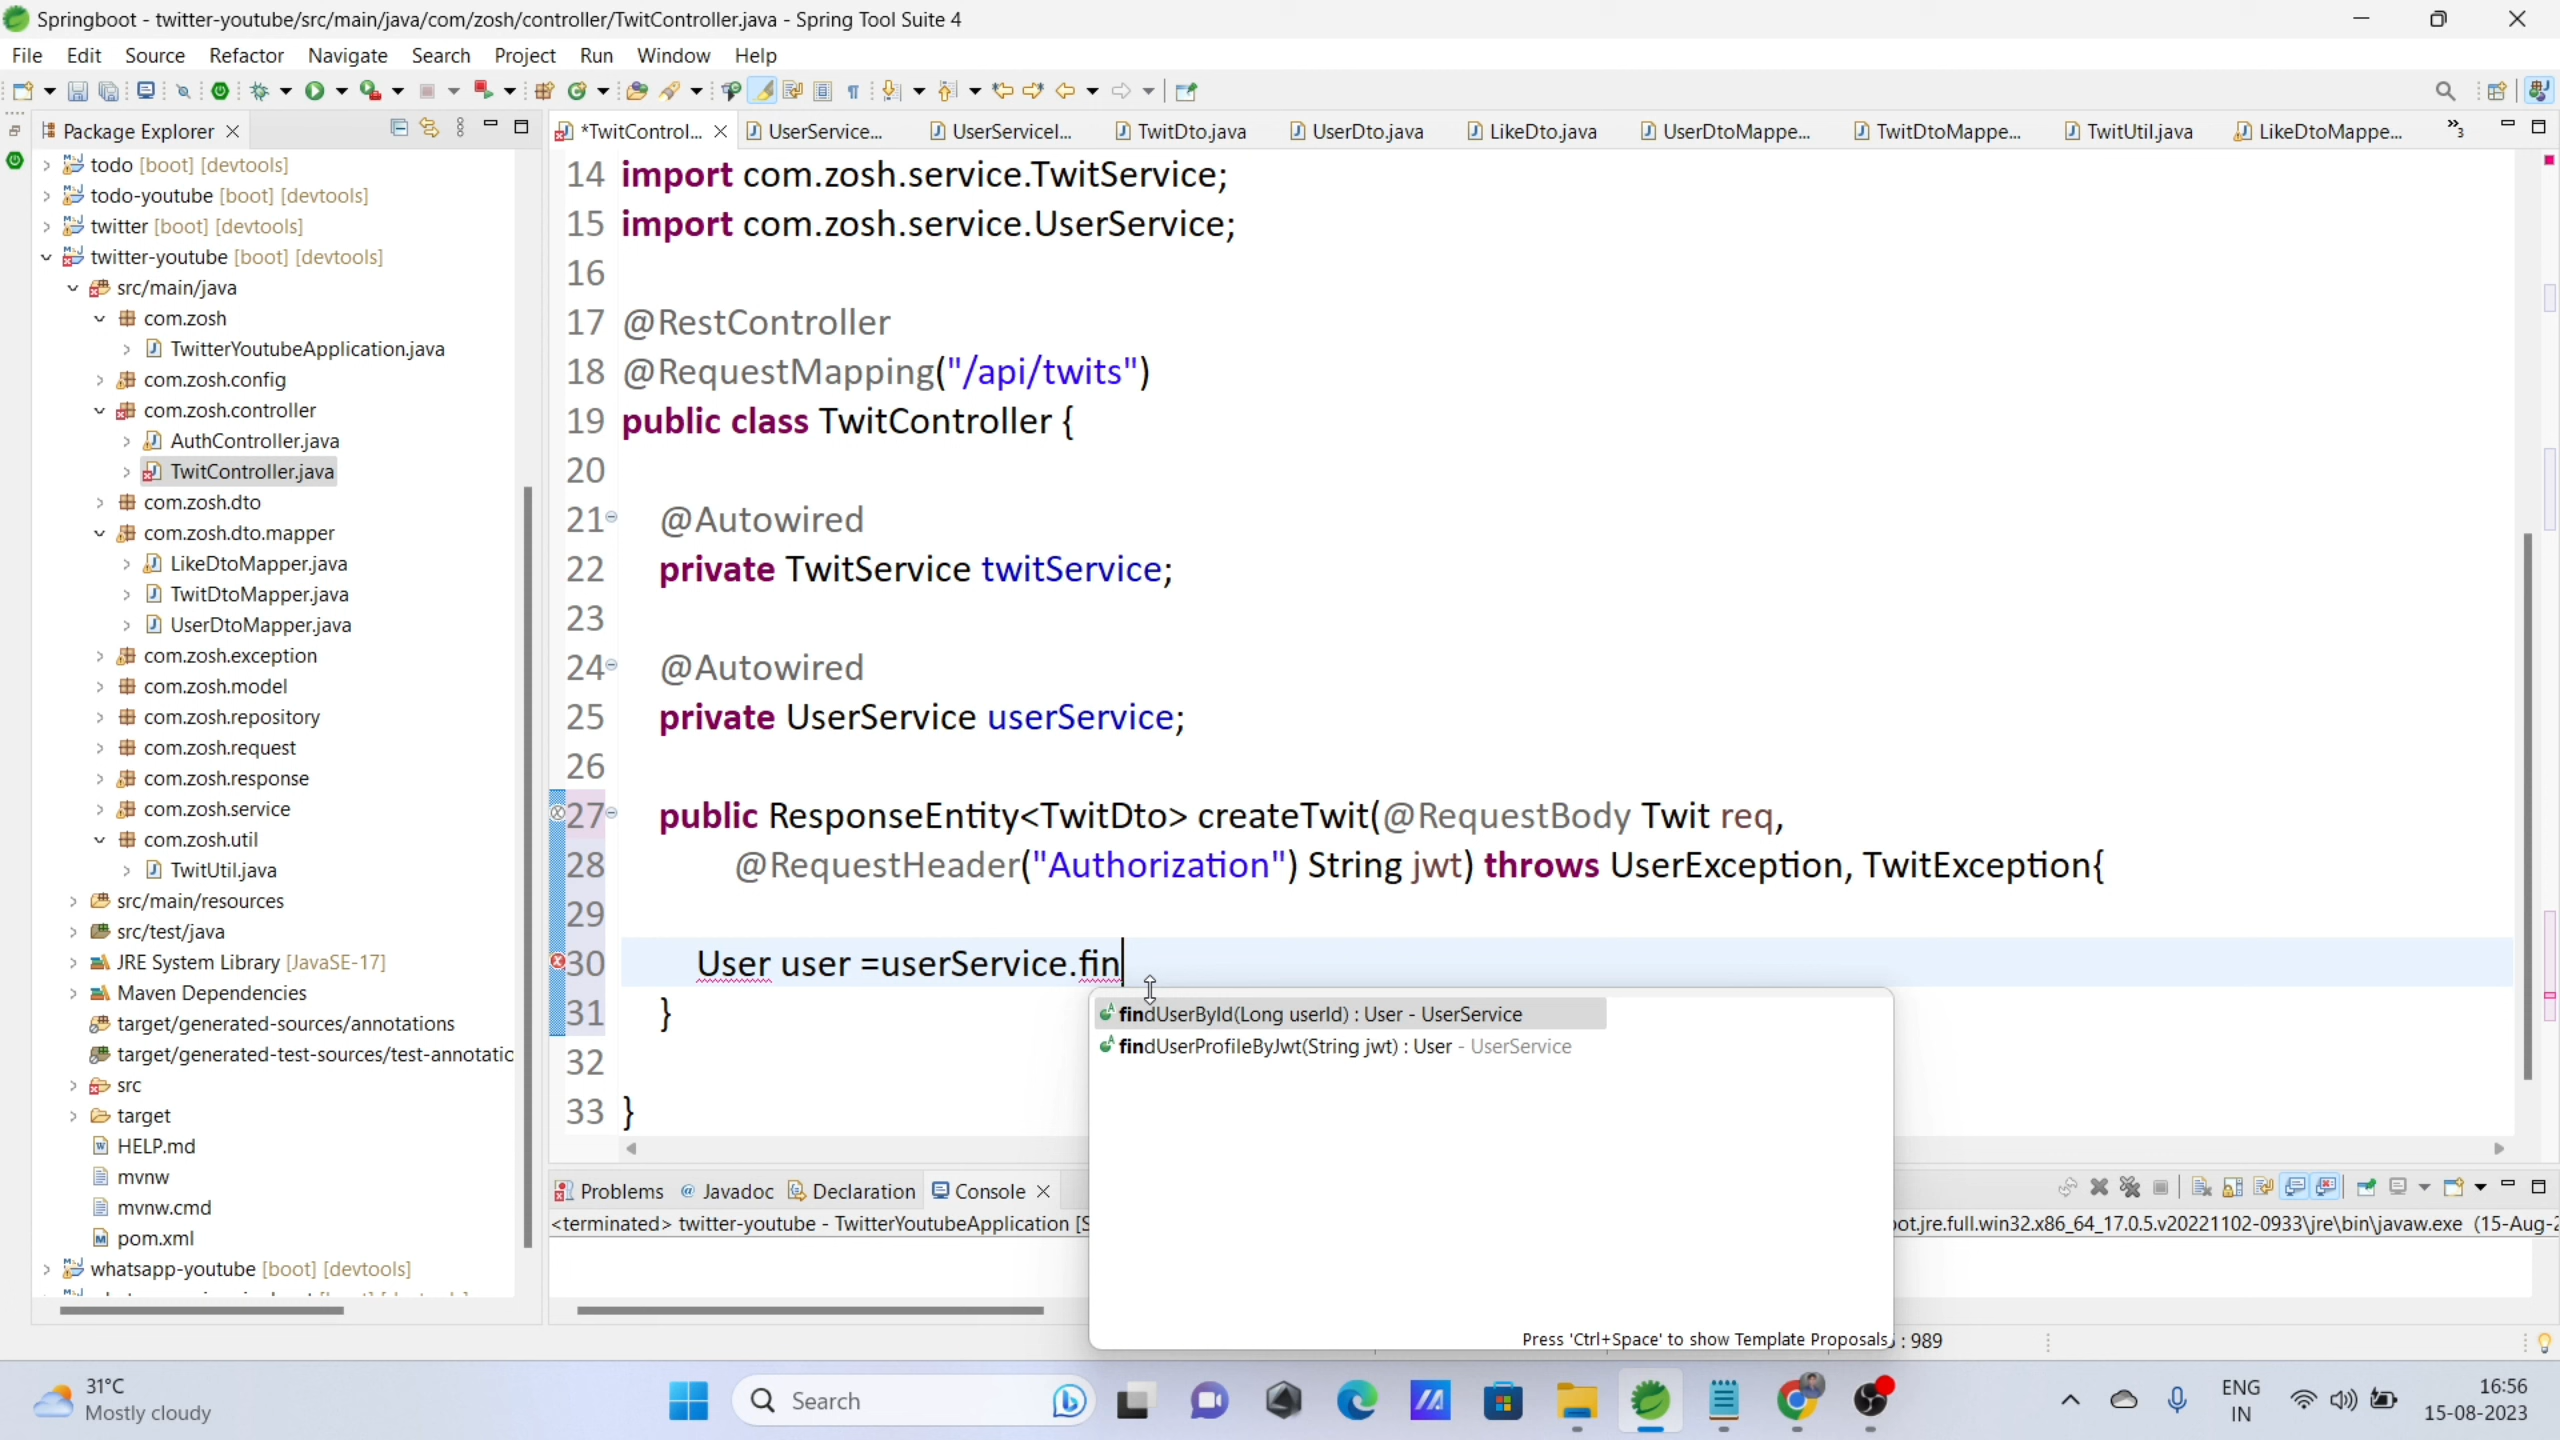 Springboot - twitter-youtube/src/main/java/com/zosh/controller/TwitController.java - Spring Tool Suite 4
File Edit Source Refactor Navigate Search Project Run Window Help
Package Explorer
todo [boot] [devtools]
todo-youtube [boot] [devtools]
twitter [boot] [devtools]
twitter-youtube [boot] [devtools]
src/main/java
com.zosh
TwitterYoutubeApplication.java
com.zosh.config
com.zosh.controller
AuthController.java
TwitController.java
com.zosh.dto
com.zosh.dto.mapper
LikeDtoMapper.java
TwitDtoMapper.java
UserDtoMapper.java
com.zosh.exception
com.zosh.model
com.zosh.repository
com.zosh.request
com.zosh.response
com.zosh.service
com.zosh.util
TwitUtil.java
src/main/resources
src/test/java
JRE System Library [JavaSE-17]
Maven Dependencies
target/generated-sources/annotations
target/generated-test-sources/test-annotatio
src
target
HELP.md
mvnw
mvnw.cmd
pom.xml
whatsapp-youtube [boot] [devtools]
*TwitControl... UserService... UserServiceI... TwitDto.java UserDto.java LikeDto.java UserDtoMappe... TwitDtoMappe... TwitUtil.java LikeDtoMappe... »3
14 import com.zosh.service.TwitService;
15 import com.zosh.service.UserService;
16
17 @RestController
18 @RequestMapping("/api/twits")
19 public class TwitController {
20
21 @Autowired
22 private TwitService twitService;
23
24 @Autowired
25 private UserService userService;
26
27 public ResponseEntity<TwitDto> createTwit(@RequestBody Twit req,
28 @RequestHeader("Authorization") String jwt) throws UserException, TwitException{
29
30 User user =userService.fin
31 }
32
33 }
findUserById(Long userId) : User - UserService
findUserProfileByJwt(String jwt) : User - UserService
Press 'Ctrl+Space' to show Template Proposals
Problems Javadoc Declaration Console
<terminated> twitter-youtube - TwitterYoutubeApplication [S
ot.jre.full.win32.x86_64_17.0.5.v20221102-0933\jre\bin\javaw.exe (15-Aug-2
: 989
31°C
Mostly cloudy
Search
ENG
IN
16:56
15-08-2023